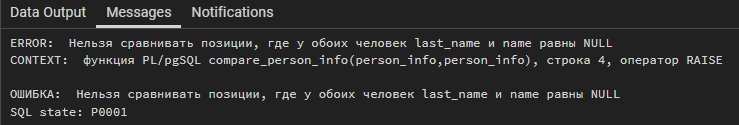 Data Output Messages Notifications
ERROR:  Нельзя сравнивать позиции, где у обоих человек last_name и name равны NULL
CONTEXT:  функция PL/pgSQL compare_person_info(person_info,person_info), строка 4, оператор RAISE
ОШИБКА:  Нельзя сравнивать позиции, где у обоих человек last_name и name равны NULL
SQL state: P0001